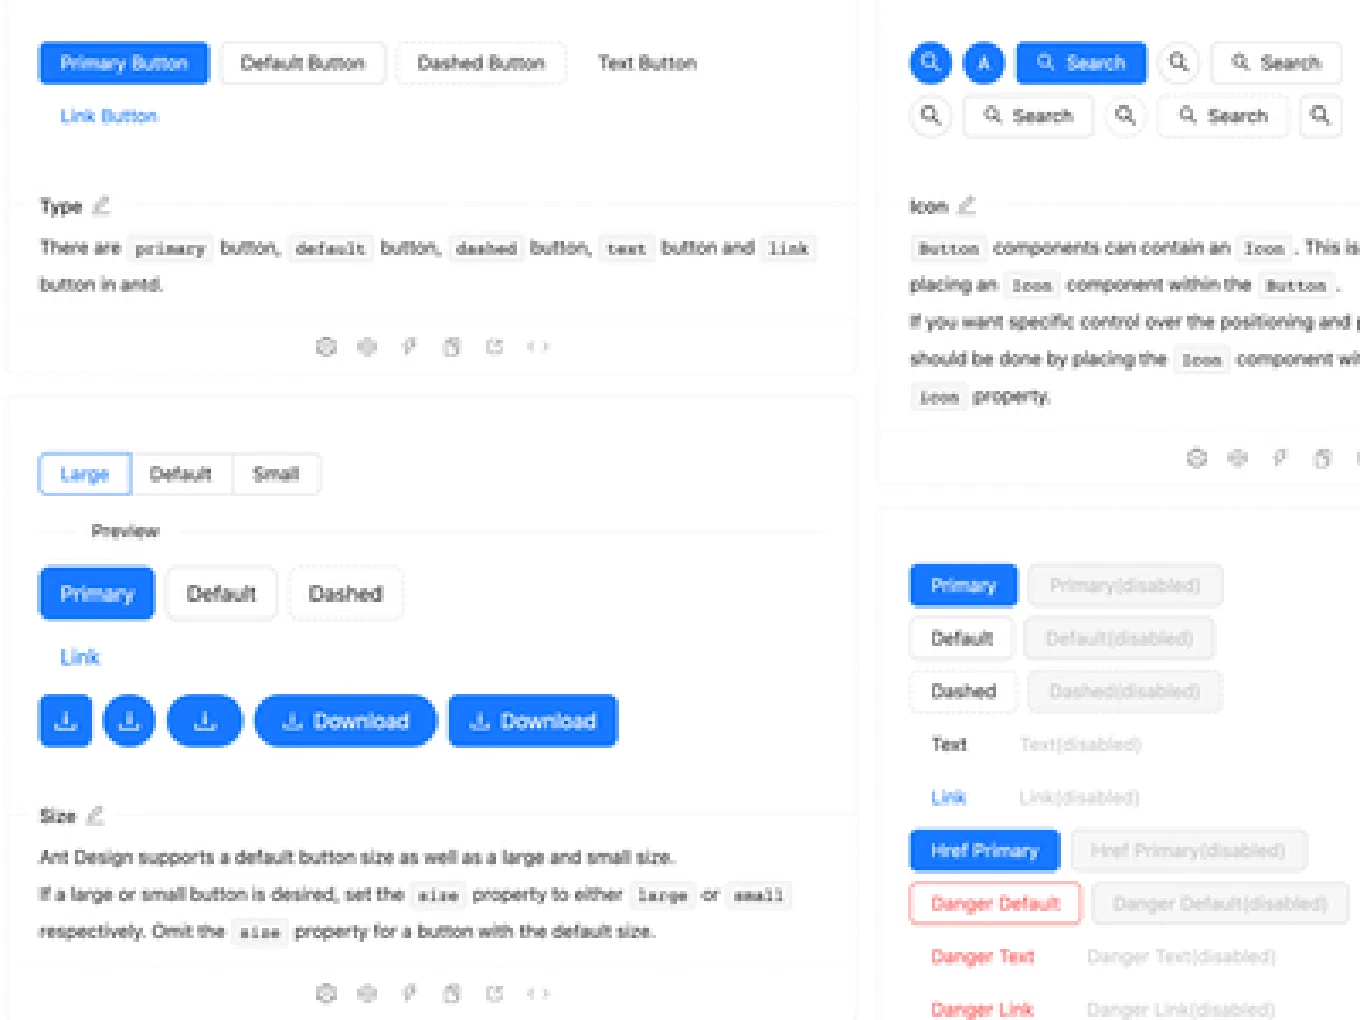 Primary Button Default Button Dashed Button Text Button
Link Button
Type
There are primary button, default button, dashed button, text button and link
button in antd.
Large Default Small
Preview
Primary Default Dashed
Link
Download Download
Size
Ant Design supports a default button size as well as a large and small size.
If a large or small button is desired, set the size property to either large or small
respectively. Omit the size property for a button with the default size.
A Search Search
Search Search
Icon
Button components can contain an Icon. This is
placing an Icon component within the Button.
If you want specific control over the positioning and
should be done by placing the Icon component
icon property.
Primary Primary(disabled)
Default Default(disabled)
Dashed Dashed(disabled)
Text Text(disabled)
Link Link(disabled)
Href Primary Href Primary(disabled)
Danger Default Danger Default(disabled)
Danger Text Danger Text(disabled)
Danger Link Danger Link(disabled)